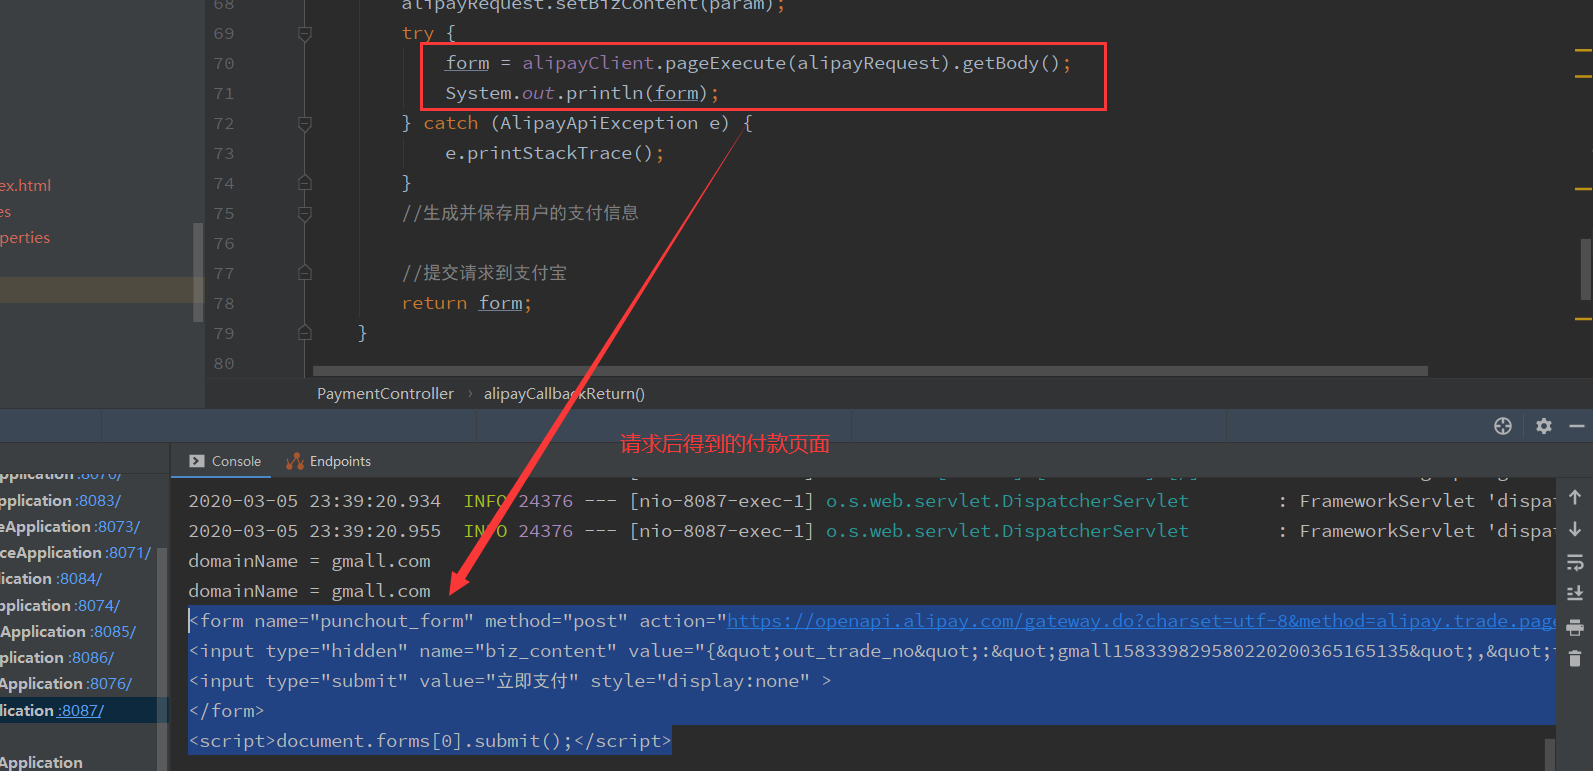 68 alipayRequest.setBizContent(param);
69 try {
70 form = alipayClient.pageExecute(alipayRequest).getBody();
71 System.out.println(form);
72 } catch (AlipayApiException e) {
73 e.printStackTrace();
74 }
75 //生成并保存用户的支付信息
76
77 //提交请求到支付宝
78 return form;
79 }
80
ex.html
es
perties
PaymentController › alipayCallbackReturn()
请求后得到的付款页面
Console Endpoints
2020-03-05 23:39:20.934 INFO 24376 --- [nio-8087-exec-1] o.s.web.servlet.DispatcherServlet : FrameworkServlet 'dispa
2020-03-05 23:39:20.955 INFO 24376 --- [nio-8087-exec-1] o.s.web.servlet.DispatcherServlet : FrameworkServlet 'dispa
domainName = gmall.com
domainName = gmall.com
<form name="punchout_form" method="post" action="https://openapi.alipay.com/gateway.do?charset=utf-8&method=alipay.trade.page
<input type="hidden" name="biz_content" value="{&quot;out_trade_no&quot;:&quot;gmall1583398295802202003651651​35&quot;,&quot;
<input type="submit" value="立即支付" style="display:none" >
</form>
<script>document.forms[0].submit();</script>
pplication :8083/
eApplication :8073/
ceApplication :8071/
lication :8084/
pplication :8074/
Application :8085/
plication :8086/
Application :8076/
lication :8087/
Application